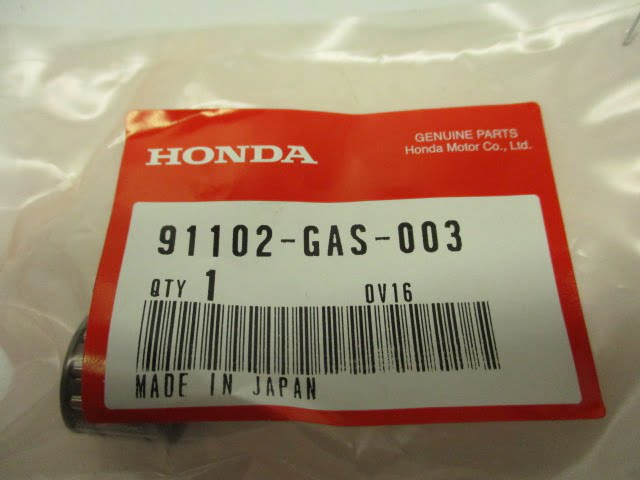 HONDA
GENUINE PARTS
Honda Motor Co., Ltd.
91102-GAS-003
QTY 1 0V16
MADE IN JAPAN